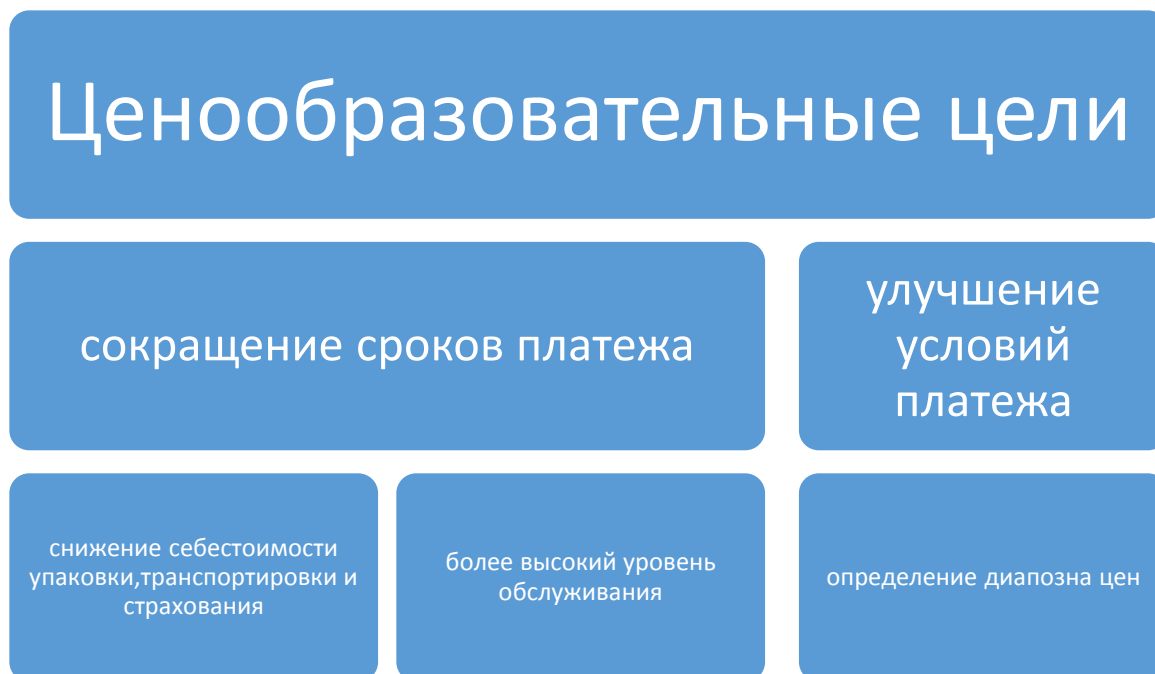 Ценообразовательные цели
сокращение сроков платежа
улучшение
условий
платежа
снижение себестоимости
упаковки,транспортировки и
страхования
более высокий уровень
обслуживания
определение диапозна цен